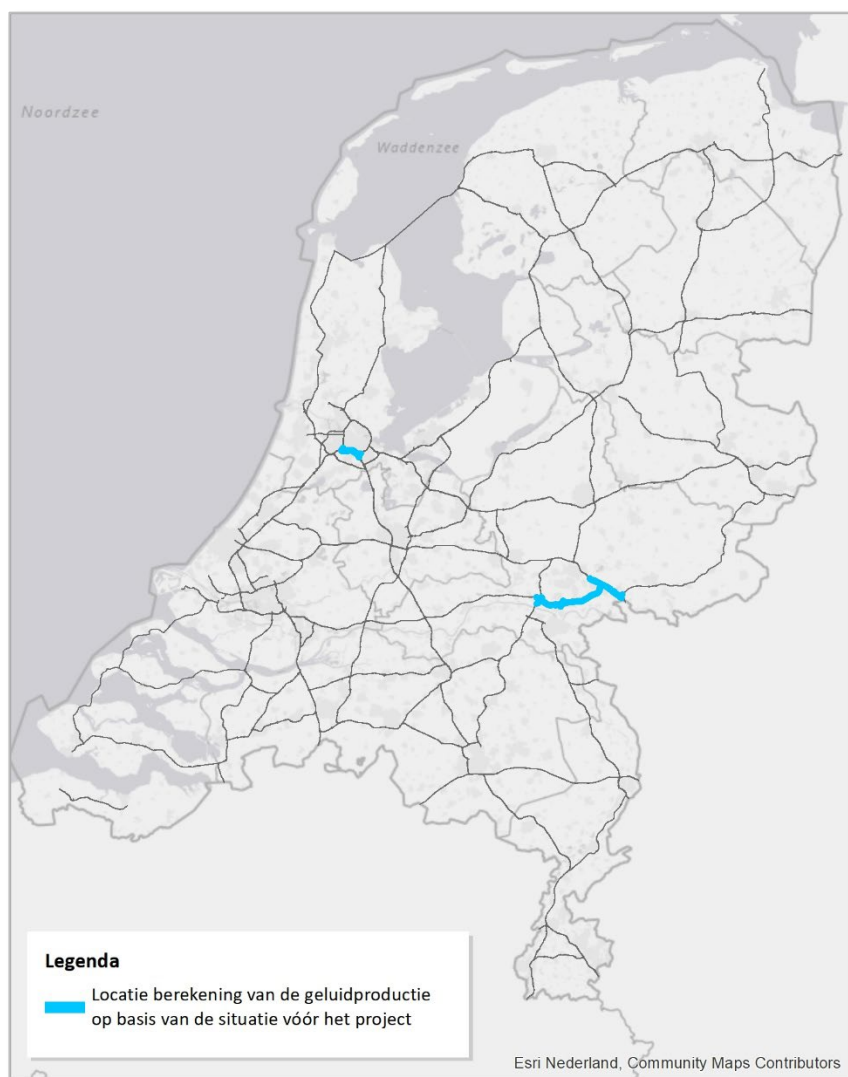 Noordzee
Waddenzee
Legenda
Locatie berekening van de geluidproductie
op basis van de situatie vóór het project
Esri Nederland, Community Maps Contributors